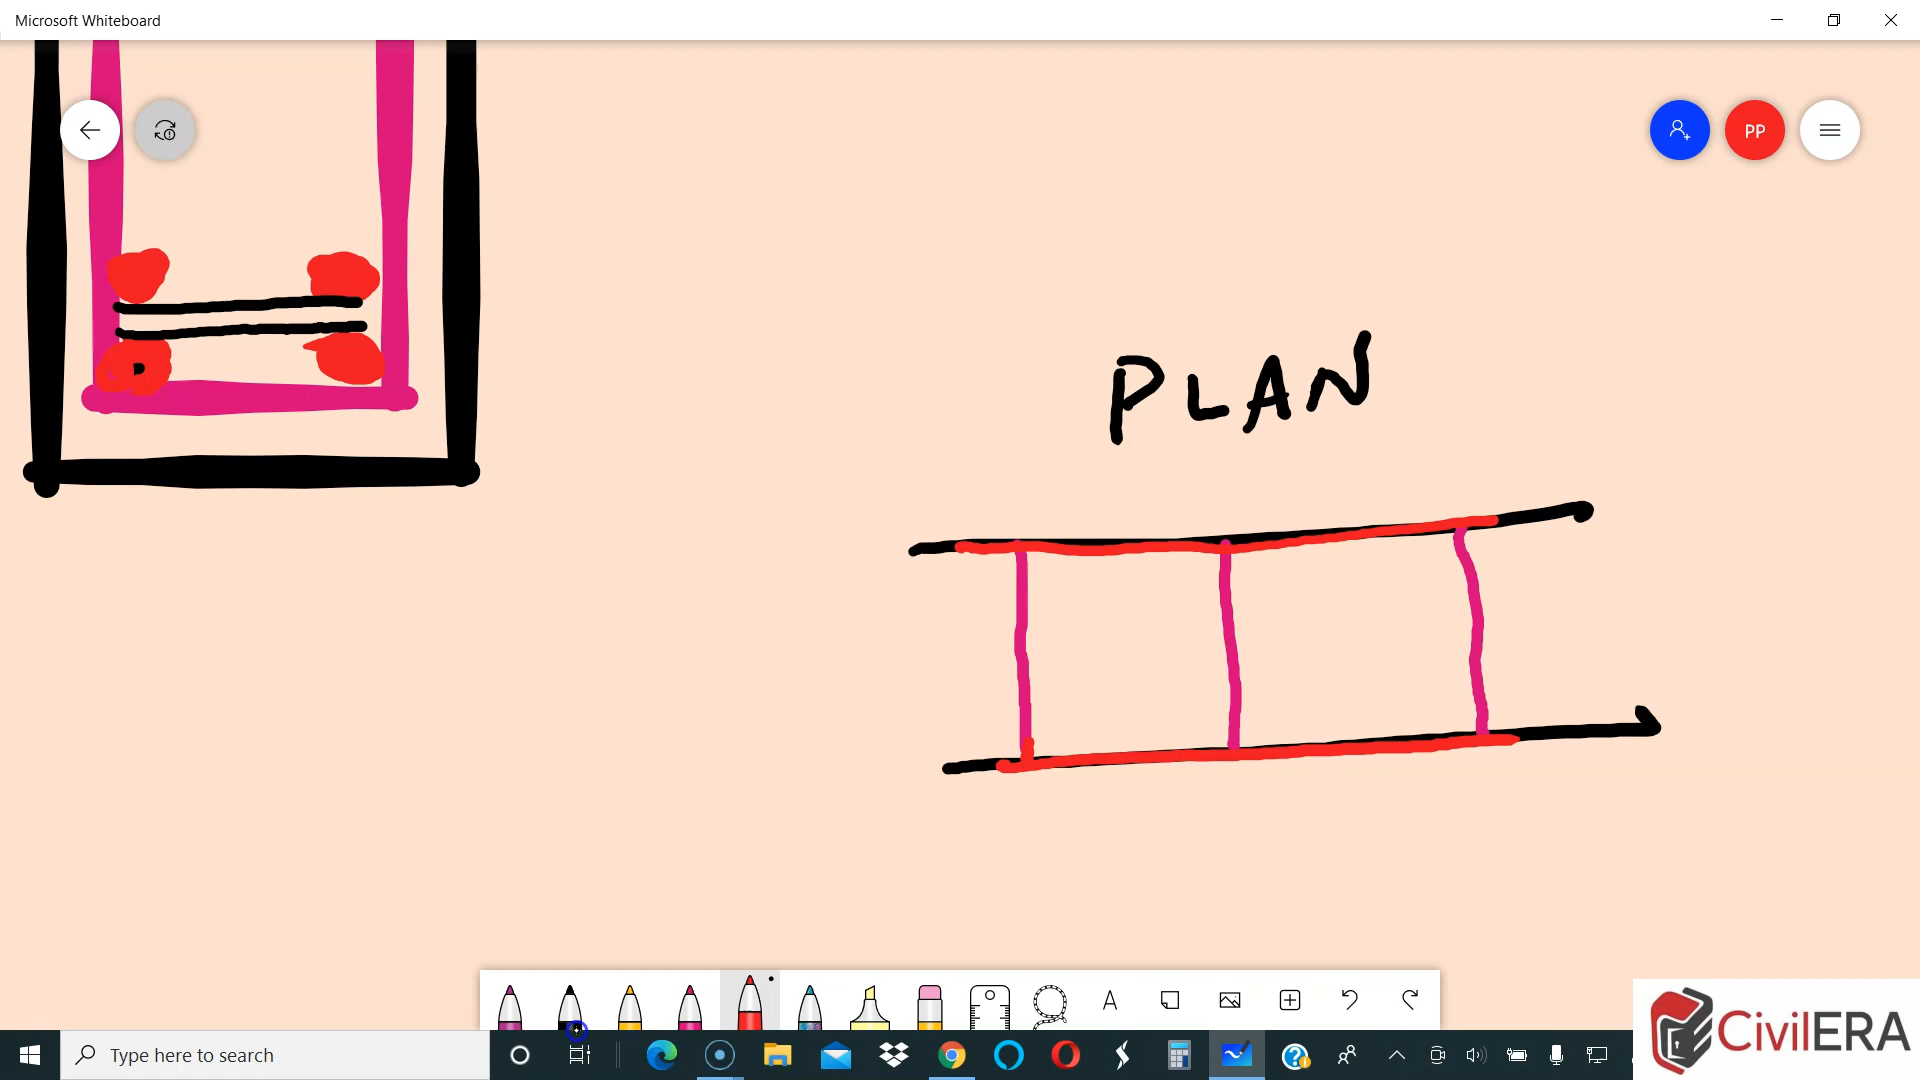 Microsoft Whiteboard
PP
PLAN
A
Type here to search
CivilERA